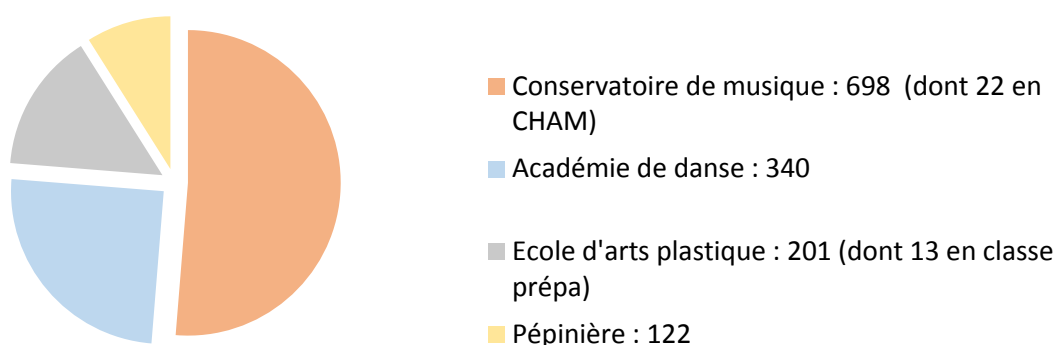 Conservatoire de musique : 698 (dont 22 en
CHAM)
Académie de danse : 340
Ecole d'arts plastique : 201 (dont 13 en classe
prépa)
Pépinière : 122